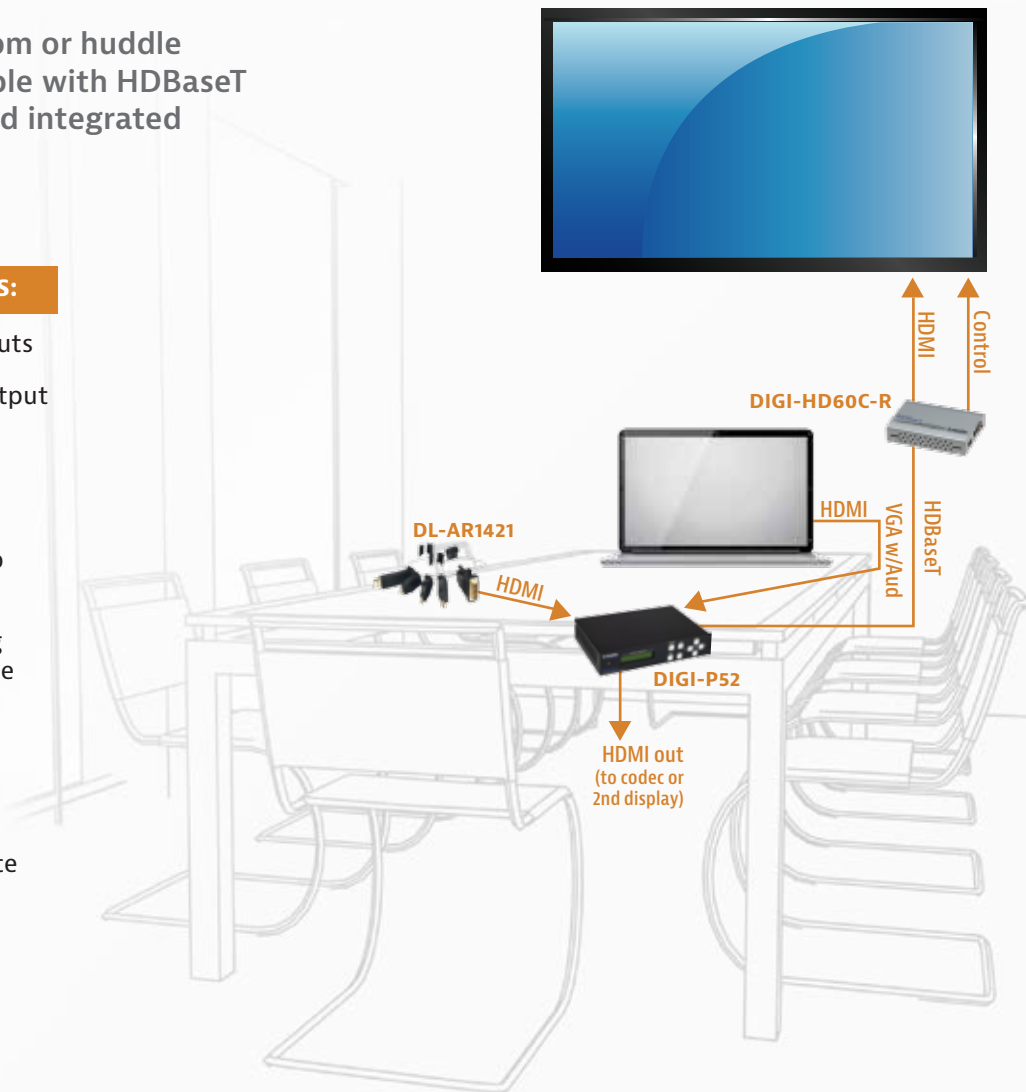 om or huddle
ble with HDBaseT
d integrated
S:
uts
tput
o
g
e
te
HDMI
Control
DIGI-HD60C-R
HDMI
VGA w/Aud
HDBaseT
DL-AR1421
HDMI
DIGI-P52
HDMI out
(to codec or
2nd display)